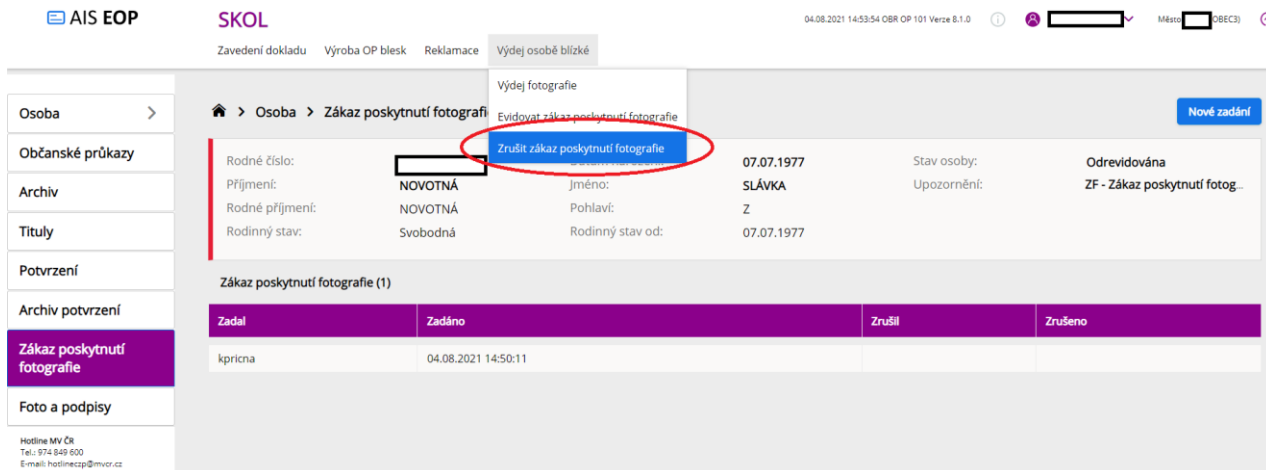 AIS EOP
SKOL
04.08.2021 14:53:54 OBR OP 101 Verze 8.1.0
Město
OBEC3)
Zavedení dokladu Výroba OP blesk Reklamace Výdej osobě blízké
Výdej fotografie
Evidovat zákaz poskytnutí fotografie
Zrušit zákaz poskytnutí fotografie
Osoba
Občanské průkazy
Archiv
Tituly
Potvrzení
Archiv potvrzení
Zákaz poskytnutí
fotografie
Foto a podpisy
Hotline MV ČR
Tel.: 974 849 600
E-mail: hotlineczp@mvcr.cz
> Osoba > Zákaz poskytnutí fotografi
Nové zadání
Rodné číslo: 07.07.1977 Stav osoby: Odrevidována
Příjmení: NOVOTNÁ Jméno: SLÁVKA Upozornění: ZF - Zákaz poskytnutí fotog...
Rodné příjmení: NOVOTNÁ Pohlaví: Z
Rodinný stav: Svobodná Rodinný stav od: 07.07.1977
Zákaz poskytnutí fotografie (1)
Zadal Zadáno Zrušil Zrušeno
kpricna 04.08.2021 14:50:11